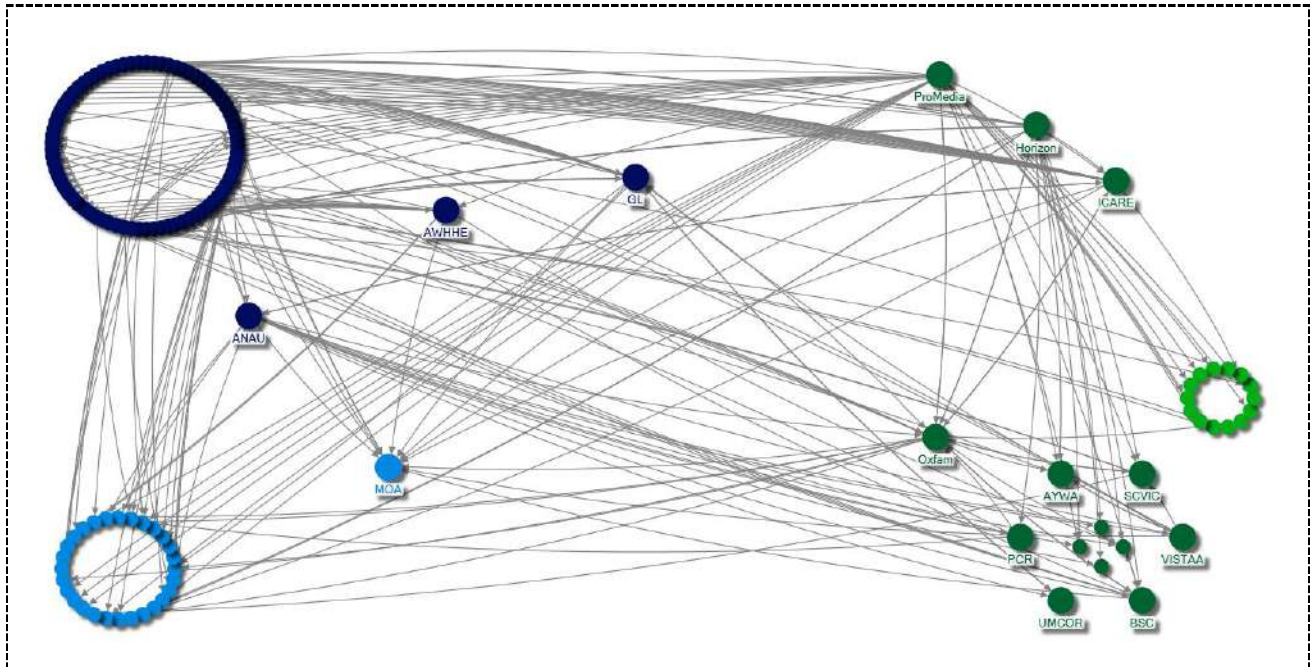 ProMedia
Horizon
ICARE
GL
AWHHE
ANAU
Oxfam
MOA
AYWA
SCVIC
PCR
VISTAA
UMCOR
BSC